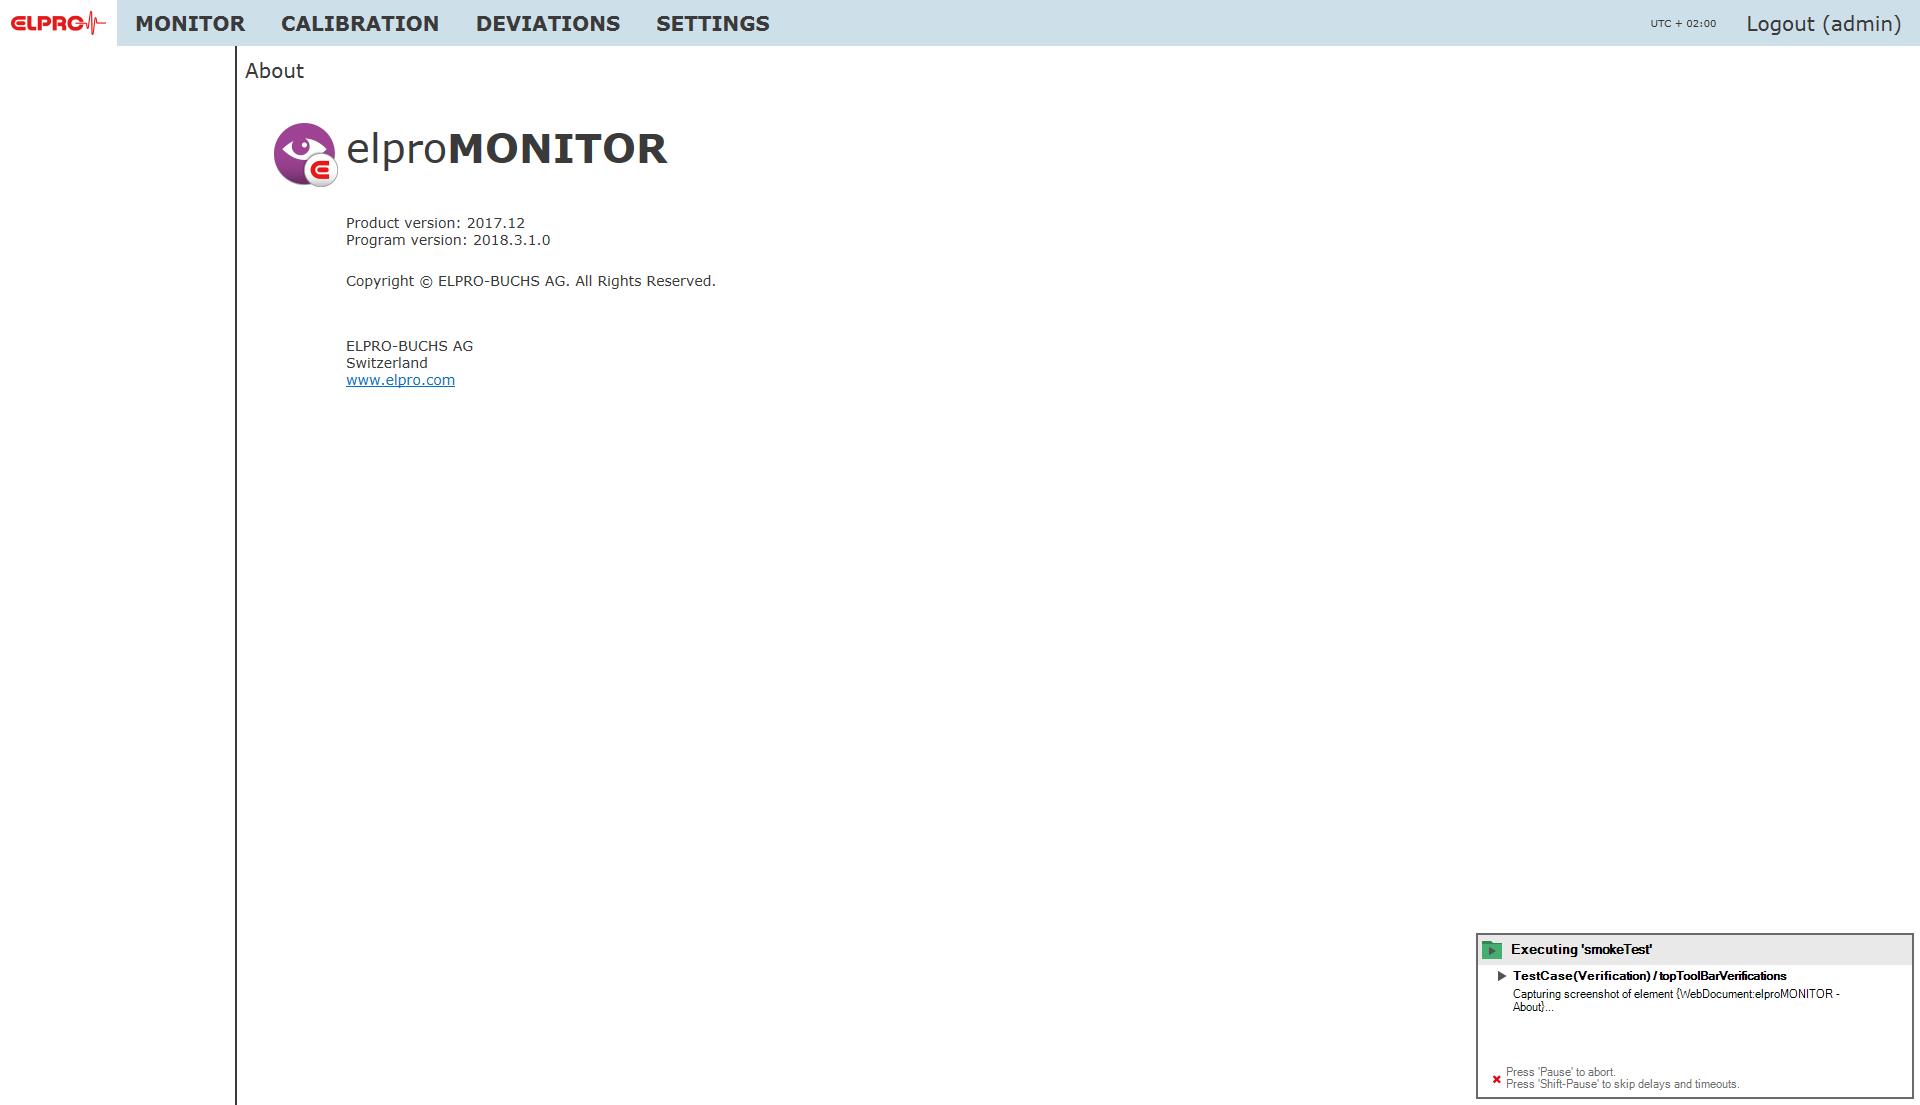 ELPRO MONITOR CALIBRATION DEVIATIONS SETTINGS UTC + 02:00 Logout (admin)
About
elproMONITOR
Product version: 2017.12
Program version: 2018.3.1.0
Copyright © ELPRO-BUCHS AG. All Rights Reserved.
ELPRO-BUCHS AG
Switzerland
www.elpro.com
Executing 'smokeTest'
TestCase(Verification) / topToolBarVerifications
Capturing screenshot of element {WebDocument:elproMONITOR -
About}...
Press 'Pause' to abort.
Press 'Shift-Pause' to skip delays and timeouts.